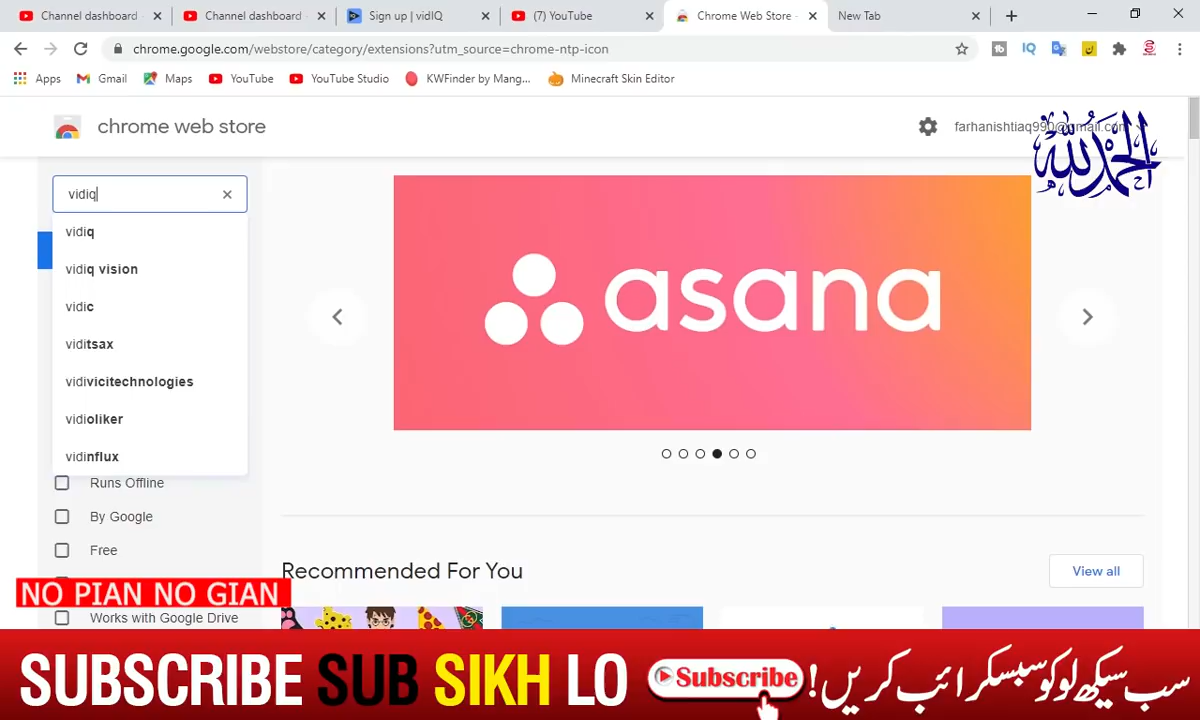 Channel dashboard - Channel dashboard - Sign up | vidIQ (7) YouTube Chrome Web Store - New Tab
chrome.google.com/webstore/category/extensions?utm_source=chrome-ntp-icon
Apps Gmail Maps YouTube YouTube Studio KWFinder by Mang... Minecraft Skin Editor
chrome web store
farhanishtiaq990@gmail.com
الحمدللہ
vidiq
vidiq
vidiq vision
vidic
viditsax
vidivicitechnologies
vidioliker
vidinflux
asana
Runs Offline
By Google
Free
Works with Google Drive
Recommended For You
View all
NO PIAN NO GIAN
SUBSCRIBE SUB SIKH LO Subscribe سب سیکھ لو کو سبسکرائب کریں!